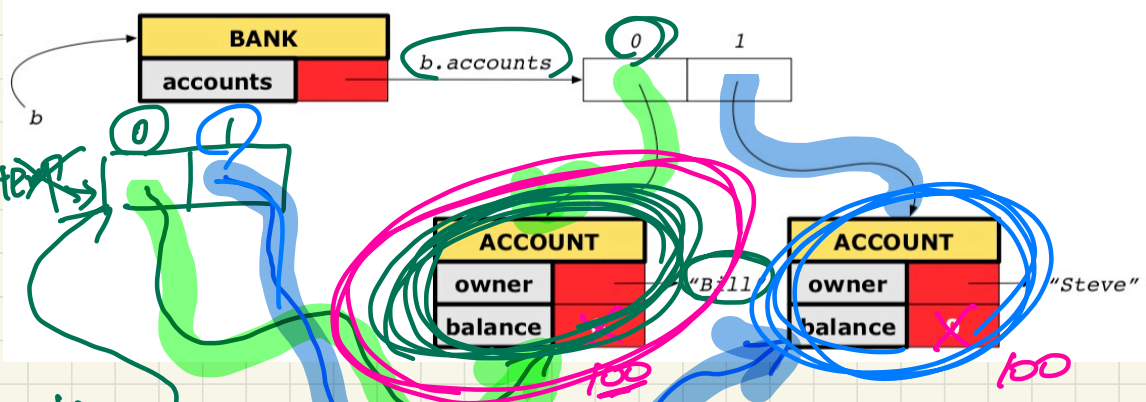 BANK
b.accounts
0 1
accounts
b
0 1
ACCOUNT ACCOUNT
owner "Bill" owner "Steve"
balance balance
100 100